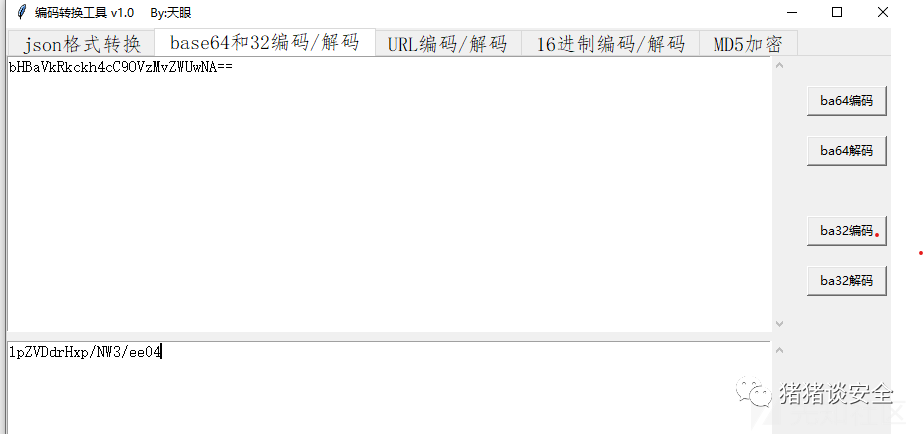 编码转换工具 v1.0 By:天眼
json格式转换 base64和32编码/解码 URL编码/解码 16进制编码/解码 MD5加密
bHBaVkRkckh4cC9OVzMvZWUwNA==
ba64编码
ba64解码
ba32编码
ba32解码
lpZVDdrHxp/NW3/ee04
猪猪谈安全